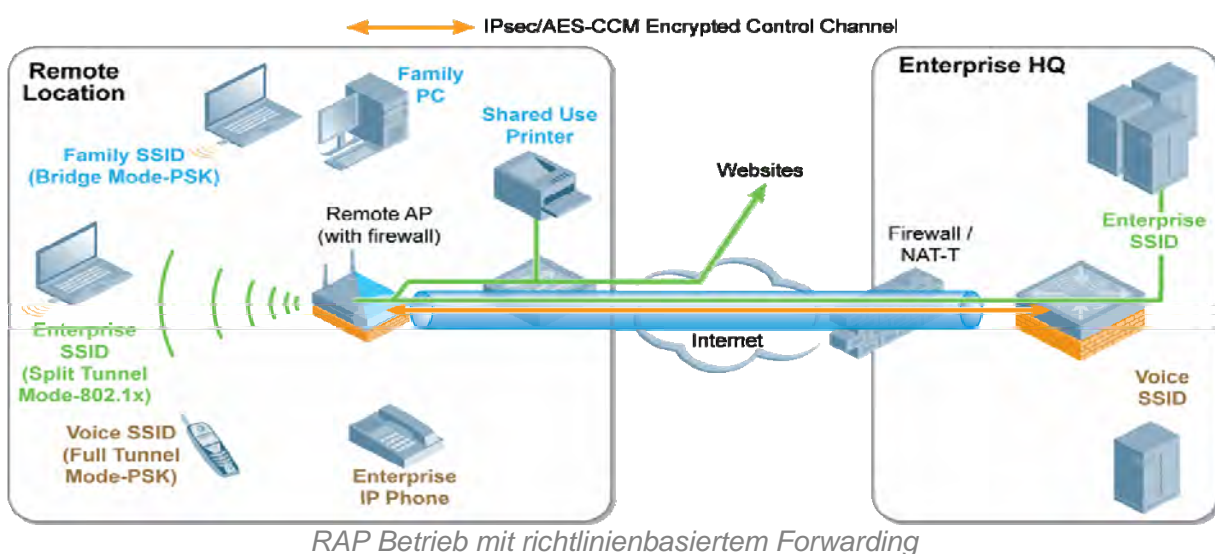 IPsec/AES-CCM Encrypted Control Channel
Remote
Location
Family
PC
Shared Use
Printer
Family SSID
(Bridge Mode-PSK)
Remote AP
(with firewall)
Websites
Enterprise HQ
Firewall /
NAT-T
Enterprise
SSID
Enterprise
SSID
(Split Tunnel
Mode-802.1x)
Internet
Voice SSID
(Full Tunnel
Mode-PSK)
Enterprise
IP Phone
Voice
SSID
RAP Betrieb mit richtlinienbasiertem Forwarding